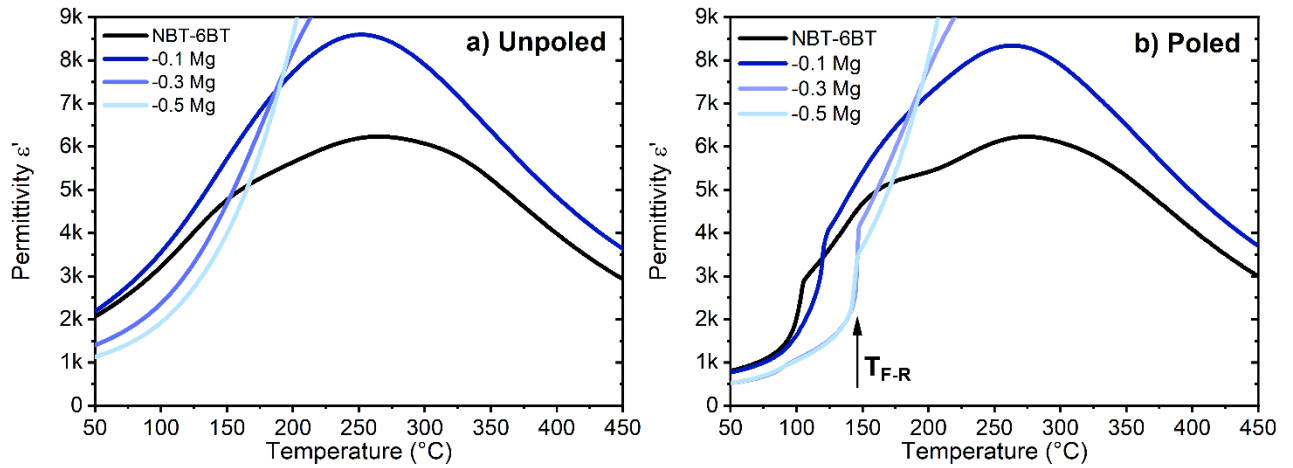 9k
8k
7k
6k
5k
4k
3k
2k
1k
0
Permittivity ε'
NBT-6BT
-0.1 Mg
-0.3 Mg
-0.5 Mg
a) Unpoled
50 100 150 200 250 300 350 400 450
Temperature (°C)
9k
8k
7k
6k
5k
4k
3k
2k
1k
0
Permittivity ε'
NBT-6BT
-0.1 Mg
-0.3 Mg
-0.5 Mg
b) Poled
T_F-R
50 100 150 200 250 300 350 400 450
Temperature (°C)